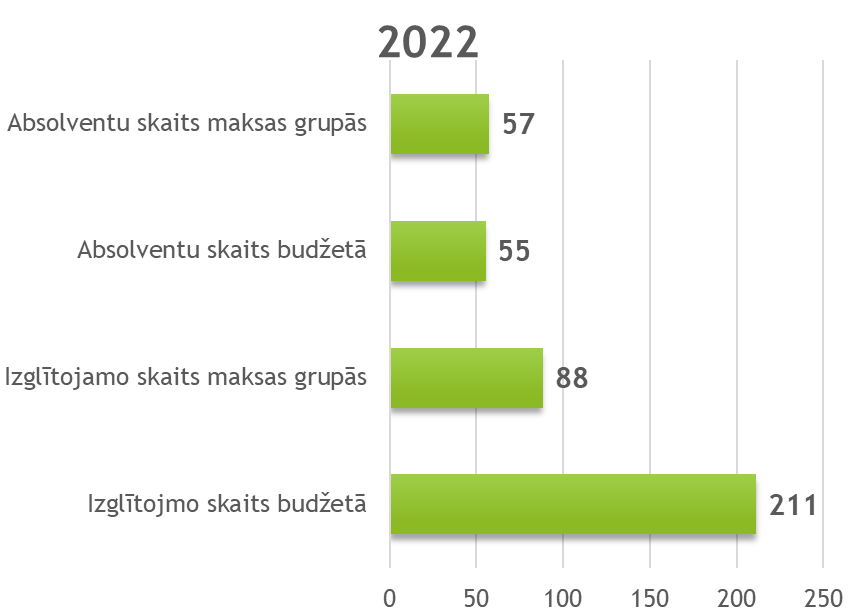 2022
Absolventu skaits maksas grupās
57
Absolventu skaits budžetā
55
Izglītojamo skaits maksas grupās
88
Izglītojmo skaits budžetā
211
0 50 100 150 200 250